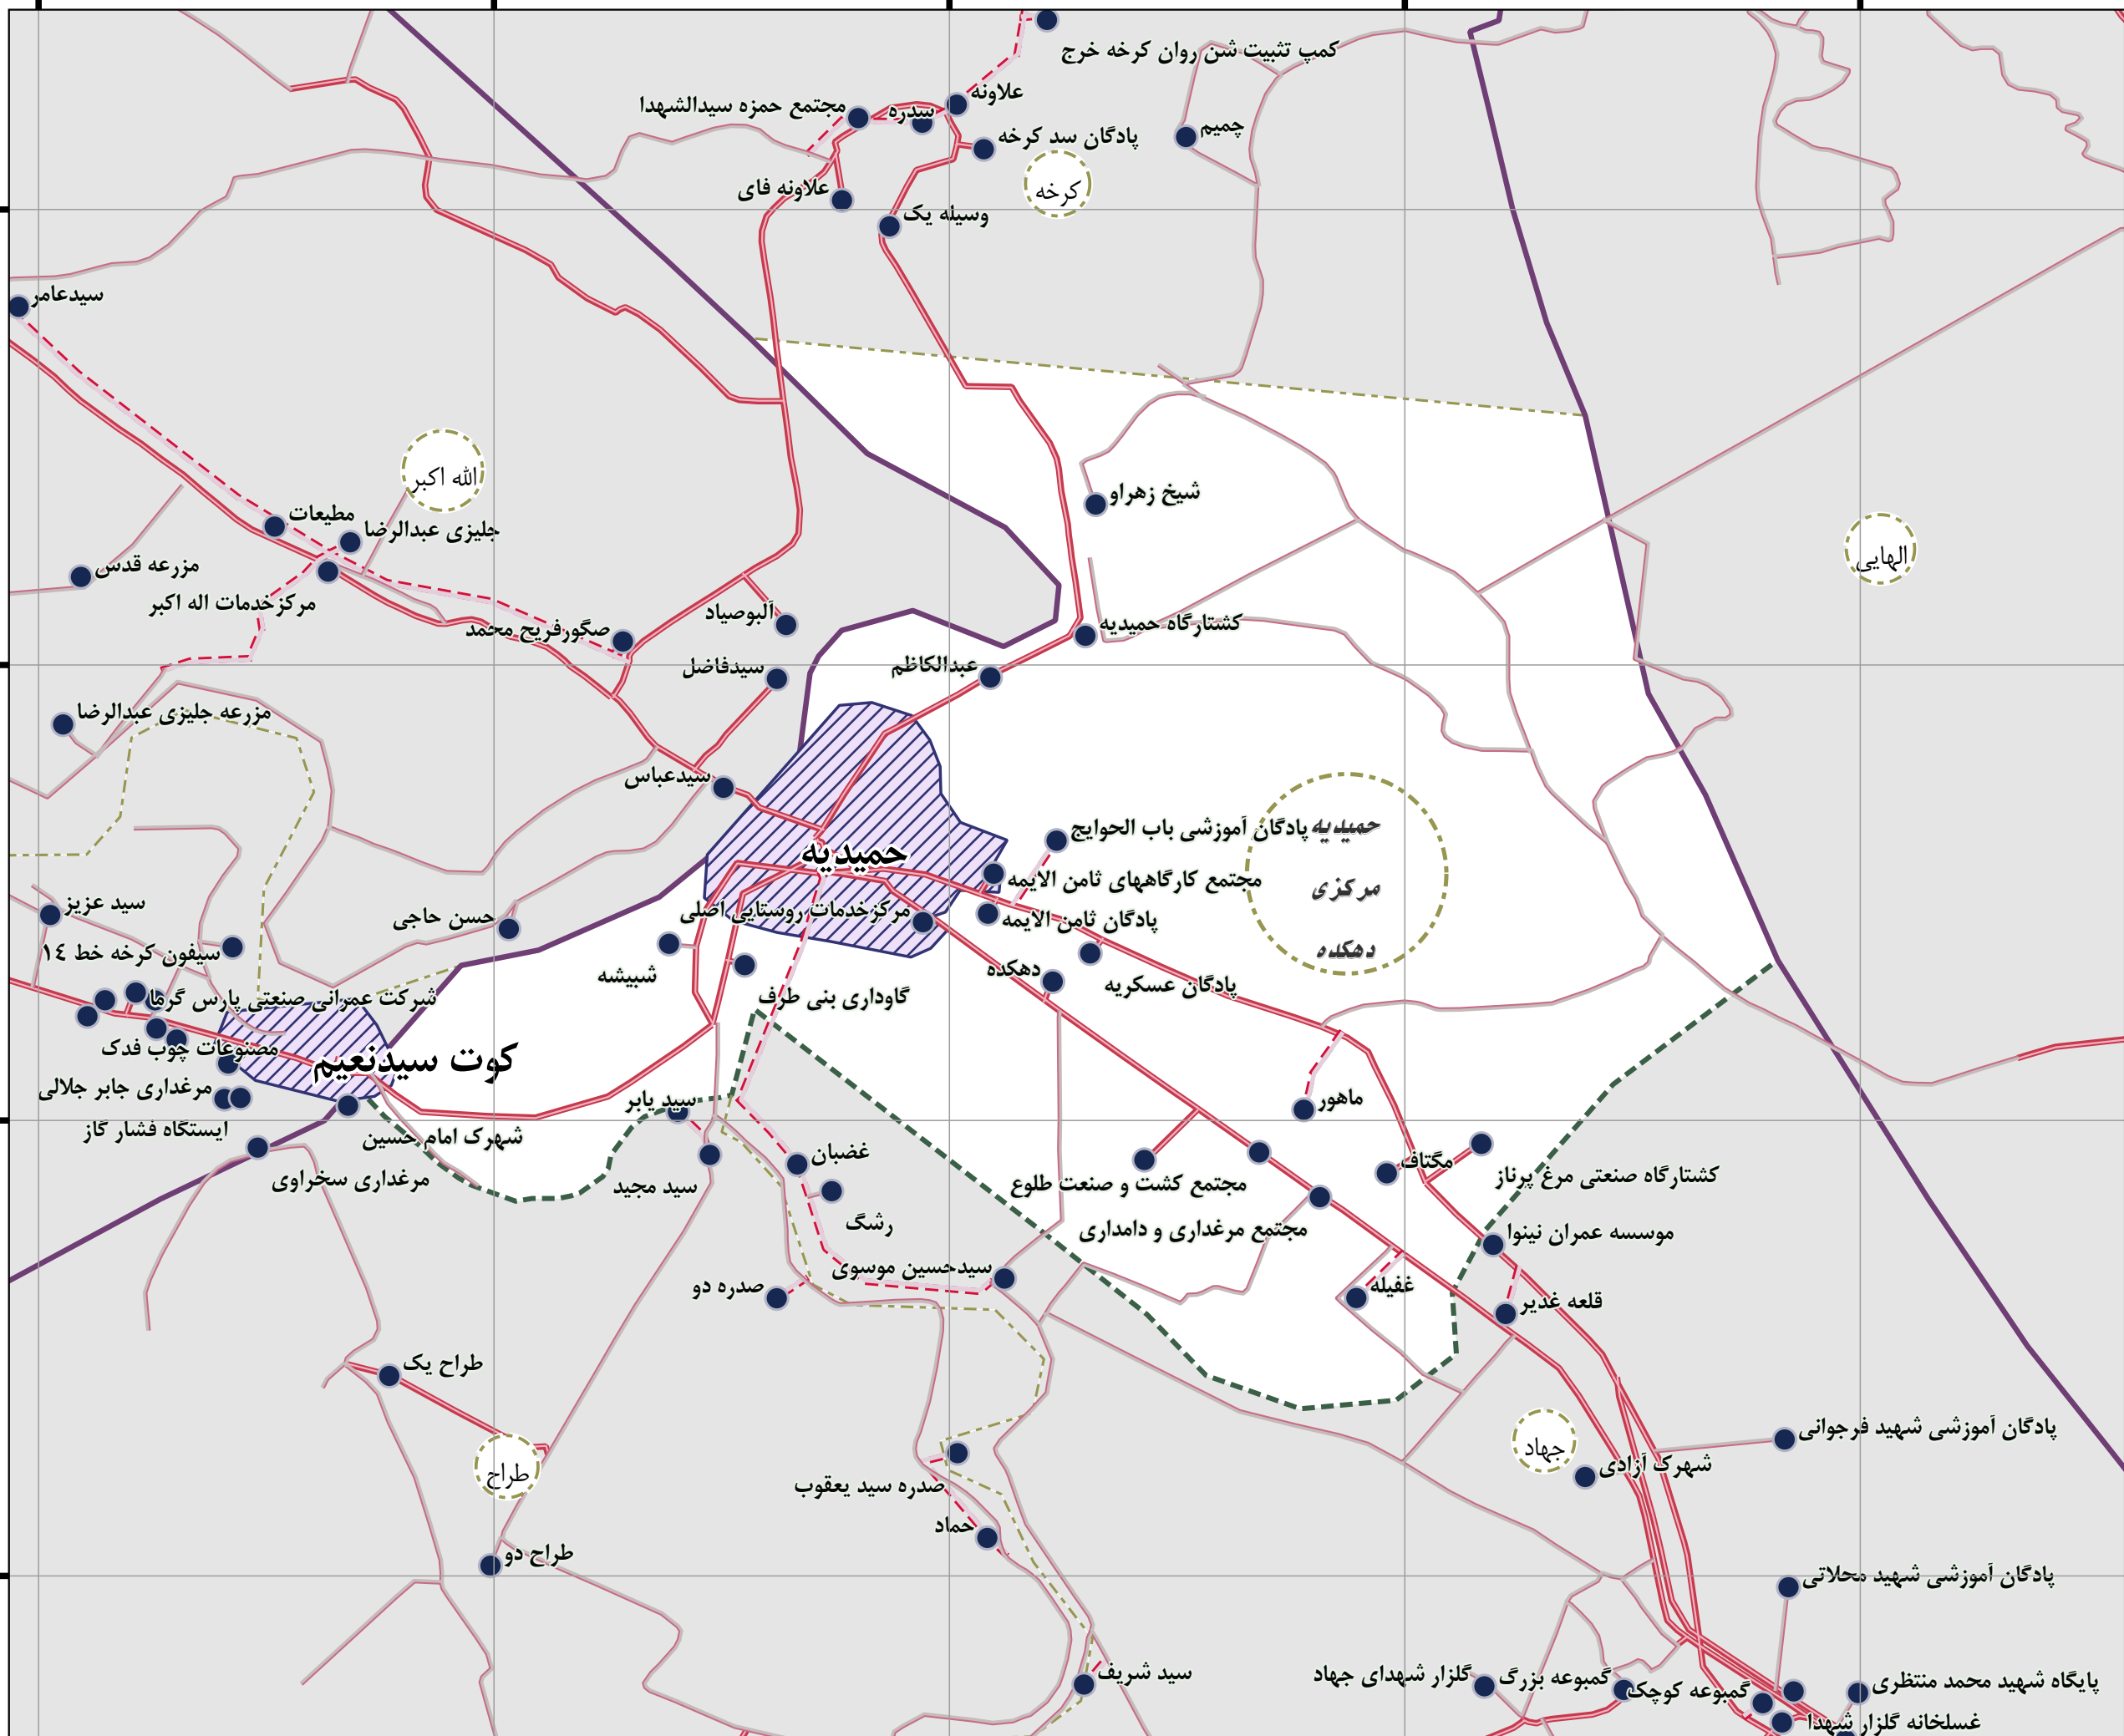 کمپ تثبیت شن روان کرخه خرج
علاونه
مجتمع حمزه سیدالشهدا
سدره
چمیم
پادگان سد کرخه
کرخه
علاونه فای
وسیله یک
سیدعامر
الله اکبر
شیخ زهراو
مطیعات
جلیزی عبدالرضا
الهایی
مزرعه قدس
مرکزخدمات اله اکبر
آلبوصیاد
کشتارگاه حمیدیه
صگورفریح محمد
سیدفاضل
عبدالکاظم
مزرعه جلیزی عبدالرضا
سیدعباس
پادگان آموزشی باب الحوایج
حمیدیه
حمیدیه
مجتمع کارگاههای ثامن الایمه
مرکزی
سید عزیز
حسن حاجی
مرکزخدمات روستایی اصلی
پادگان ثامن الایمه
سیفون کرخه خط ١٤
دهکده
شبیشه
دهکده
پادگان عسکریه
شرکت عمرانی صنعتی پارس گرما
گاوداری بنی طرف
مصنوعات چوب فدک
کوت سیدنعیم
مرغداری جابر جلالی
سید یابر
ماهور
ایستگاه فشار گاز
شهرک امام حسین
غضبان
مگتاف
کشتارگاه صنعتی مرغ پرناز
مرغداری سخراوی
سید مجید
مجتمع کشت و صنعت طلوع
رشگ
مجتمع مرغداری و دامداری
موسسه عمران نینوا
سیدحسین موسوی
صدره دو
غفیله
قلعه غدیر
طراح یک
پادگان آموزشی شهید فرجوانی
جهاد
شهرک آزادی
طراح
صدره سید یعقوب
حماد
طراح دو
پادگان آموزشی شهید محلاتی
سید شریف
گلزار شهدای جهاد
گمبوعه بزرگ
گمبوعه کوچک
پایگاه شهید محمد منتظری
غسلخانه گلزار شهدا